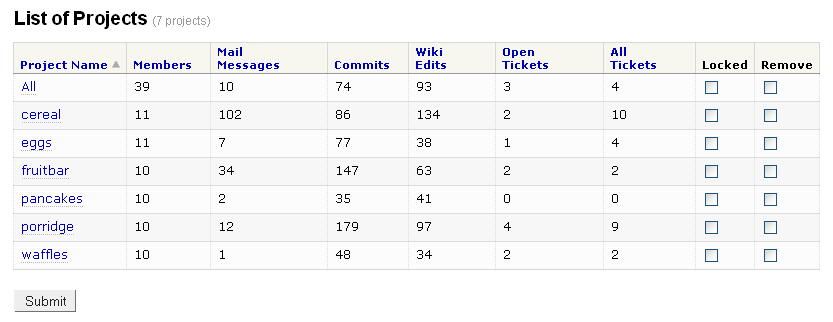 List of Projects (7 projects)
Project Name Members Mail Messages Commits Wiki Edits Open Tickets All Tickets Locked Remove
All 39 10 74 93 3 4
cereal 11 102 86 134 2 10
eggs 11 7 77 38 1 4
fruitbar 10 34 147 63 2 2
pancakes 10 2 35 41 0 0
porridge 10 12 179 97 4 9
waffles 10 1 48 34 2 2
Submit